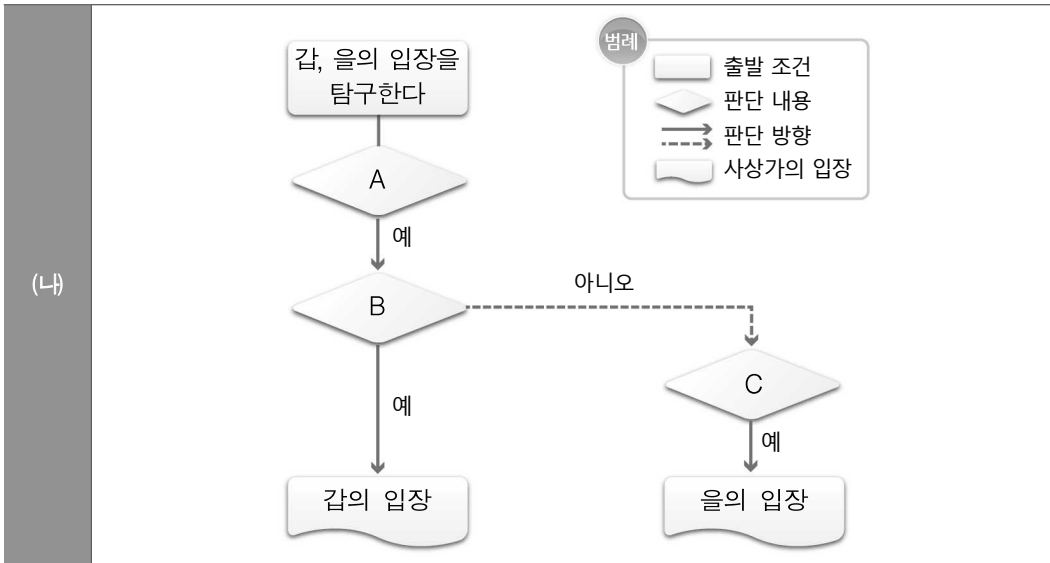 (나)
갑, 을의 입장을
탐구한다
범례
출발 조건
판단 내용
판단 방향
사상가의 입장
A
예
B
아니오
C
예
예
갑의 입장
을의 입장